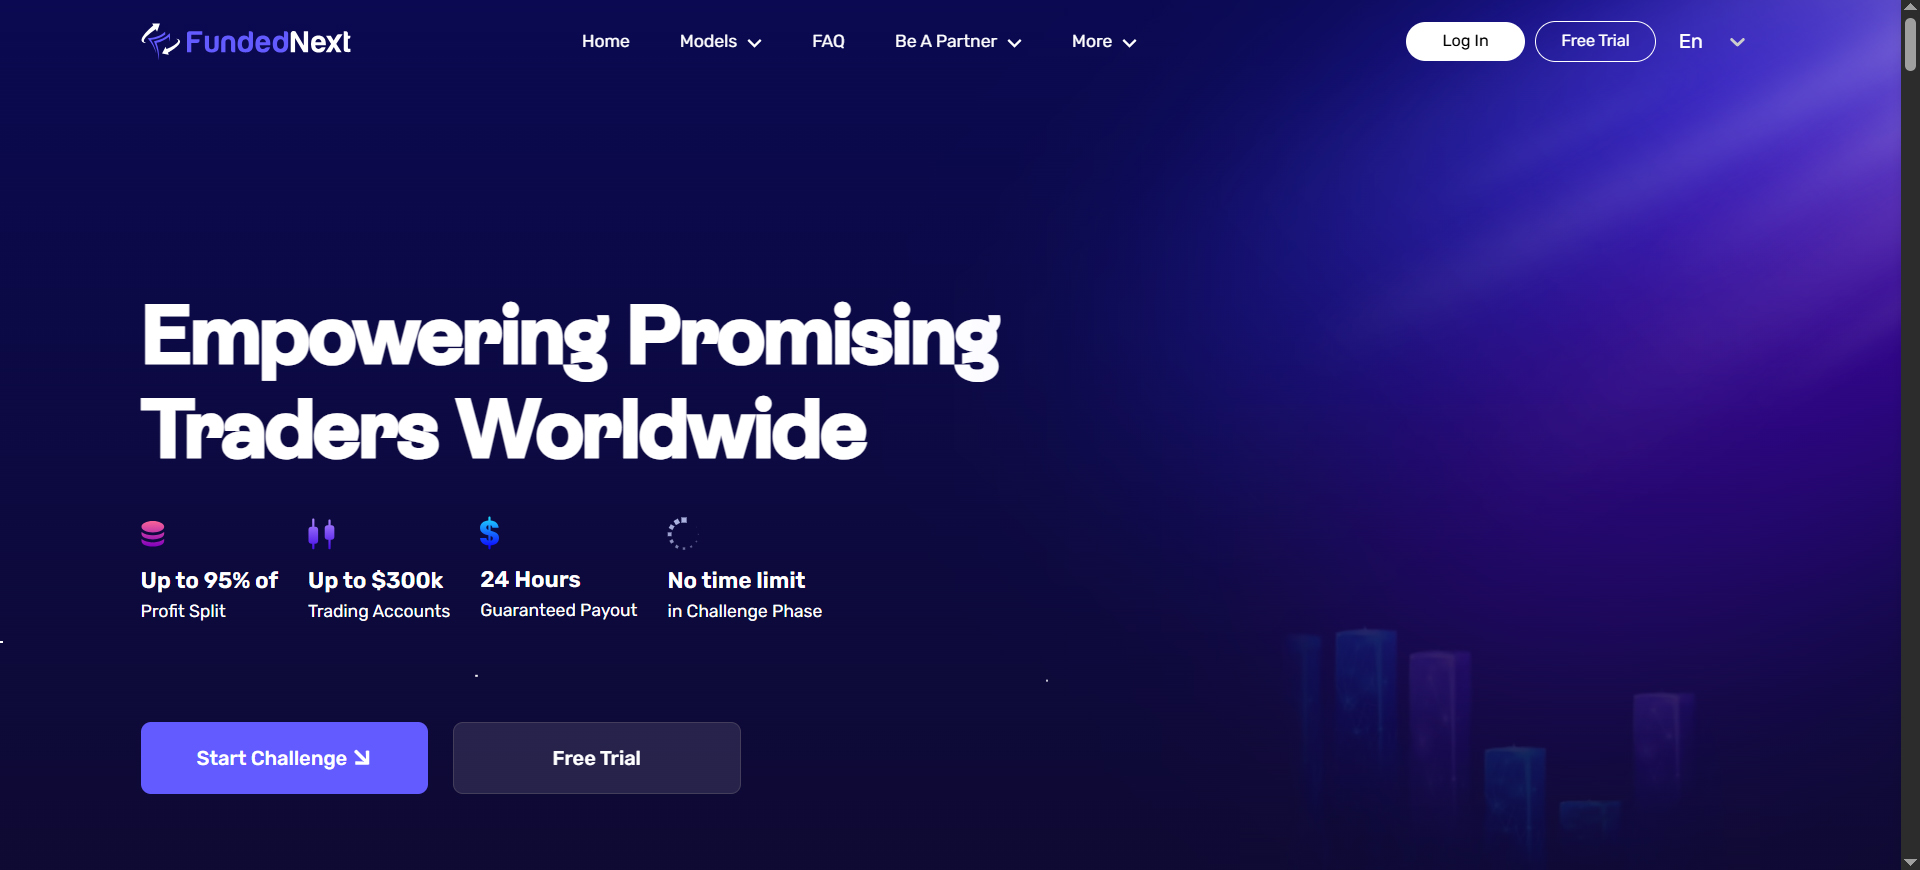 FundedNext
Home
Models
FAQ
Be A Partner
More
Log In
Free Trial
En
Empowering Promising
Traders Worldwide
Up to 95% of
Profit Split
Up to $300k
Trading Accounts
24 Hours
Guaranteed Payout
No time limit
in Challenge Phase
Start Challenge
Free Trial